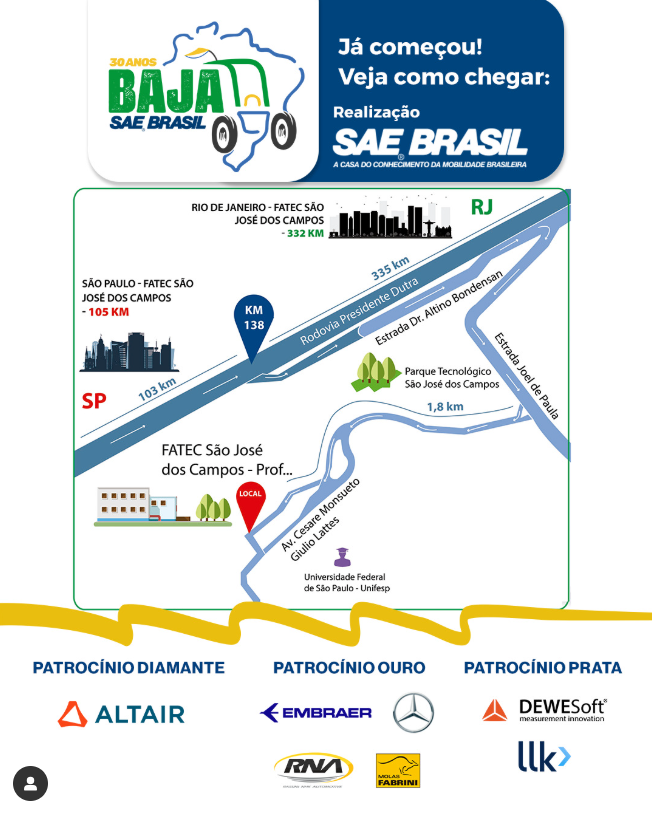 30 ANOS
BAJA
SAE BRASIL
Já começou!
Veja como chegar:
Realização
SAE BRASIL
®
A CASA DO CONHECIMENTO DA MOBILIDADE BRASILEIRA
RIO DE JANEIRO - FATEC SÃO
JOSÉ DOS CAMPOS
- 332 KM
RJ
335 km
SÃO PAULO - FATEC SÃO
JOSÉ DOS CAMPOS
- 105 KM
KM
138
Rodovia Presidente Dutra
Estrada Dr. Altino Bondensan
Estrada Joel de Paula
103 km
SP
Parque Tecnológico
São José dos Campos
1,8 km
FATEC São José
dos Campos - Prof...
LOCAL
Av. Cesare Monsueto
Giulio Lattes
Universidade Federal
de São Paulo - Unifesp
PATROCÍNIO DIAMANTE
PATROCÍNIO OURO
PATROCÍNIO PRATA
ALTAIR
EMBRAER
DEWESoft®
measurement innovation
llk
RNA
MOLAS
FABRINI